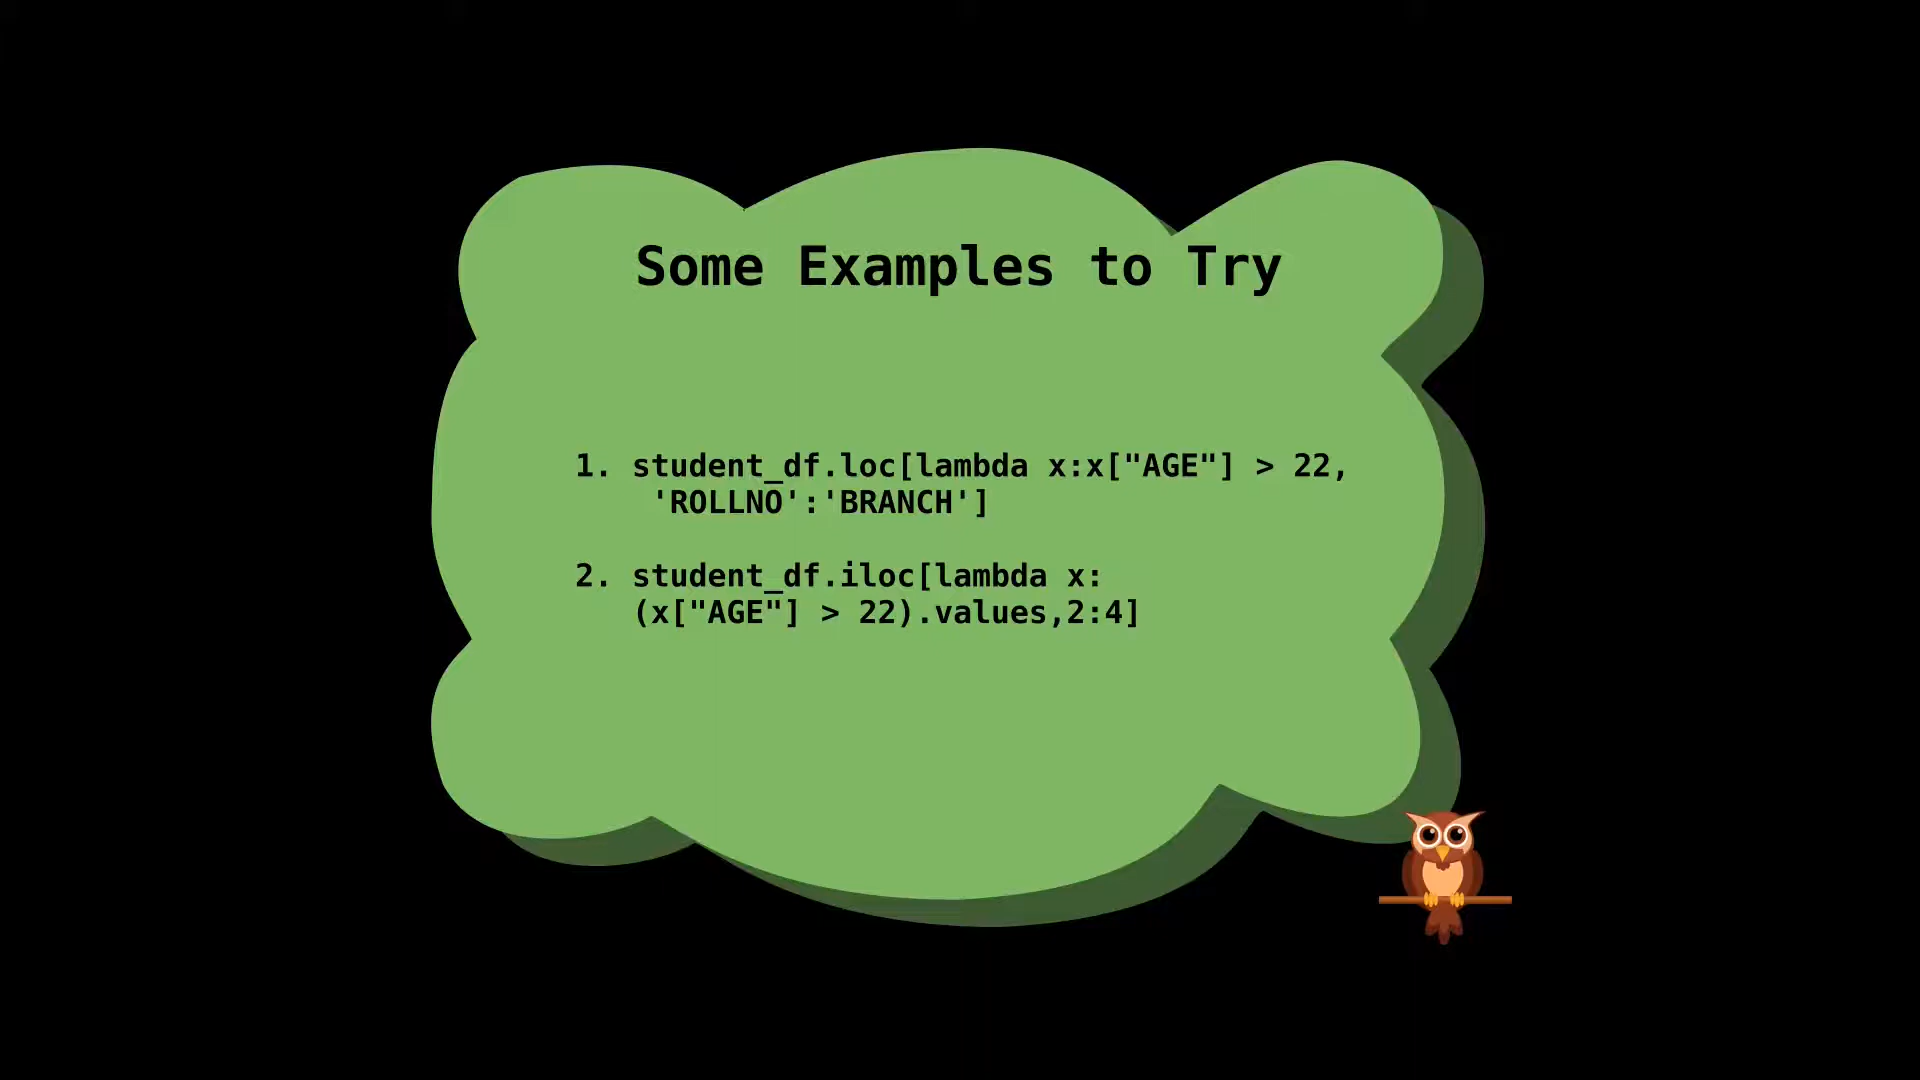 Some Examples to Try
1. student_df.loc[lambda x:x["AGE"] > 22,
'ROLLNO':'BRANCH']
2. student_df.iloc[lambda x:
(x["AGE"] > 22).values,2:4]